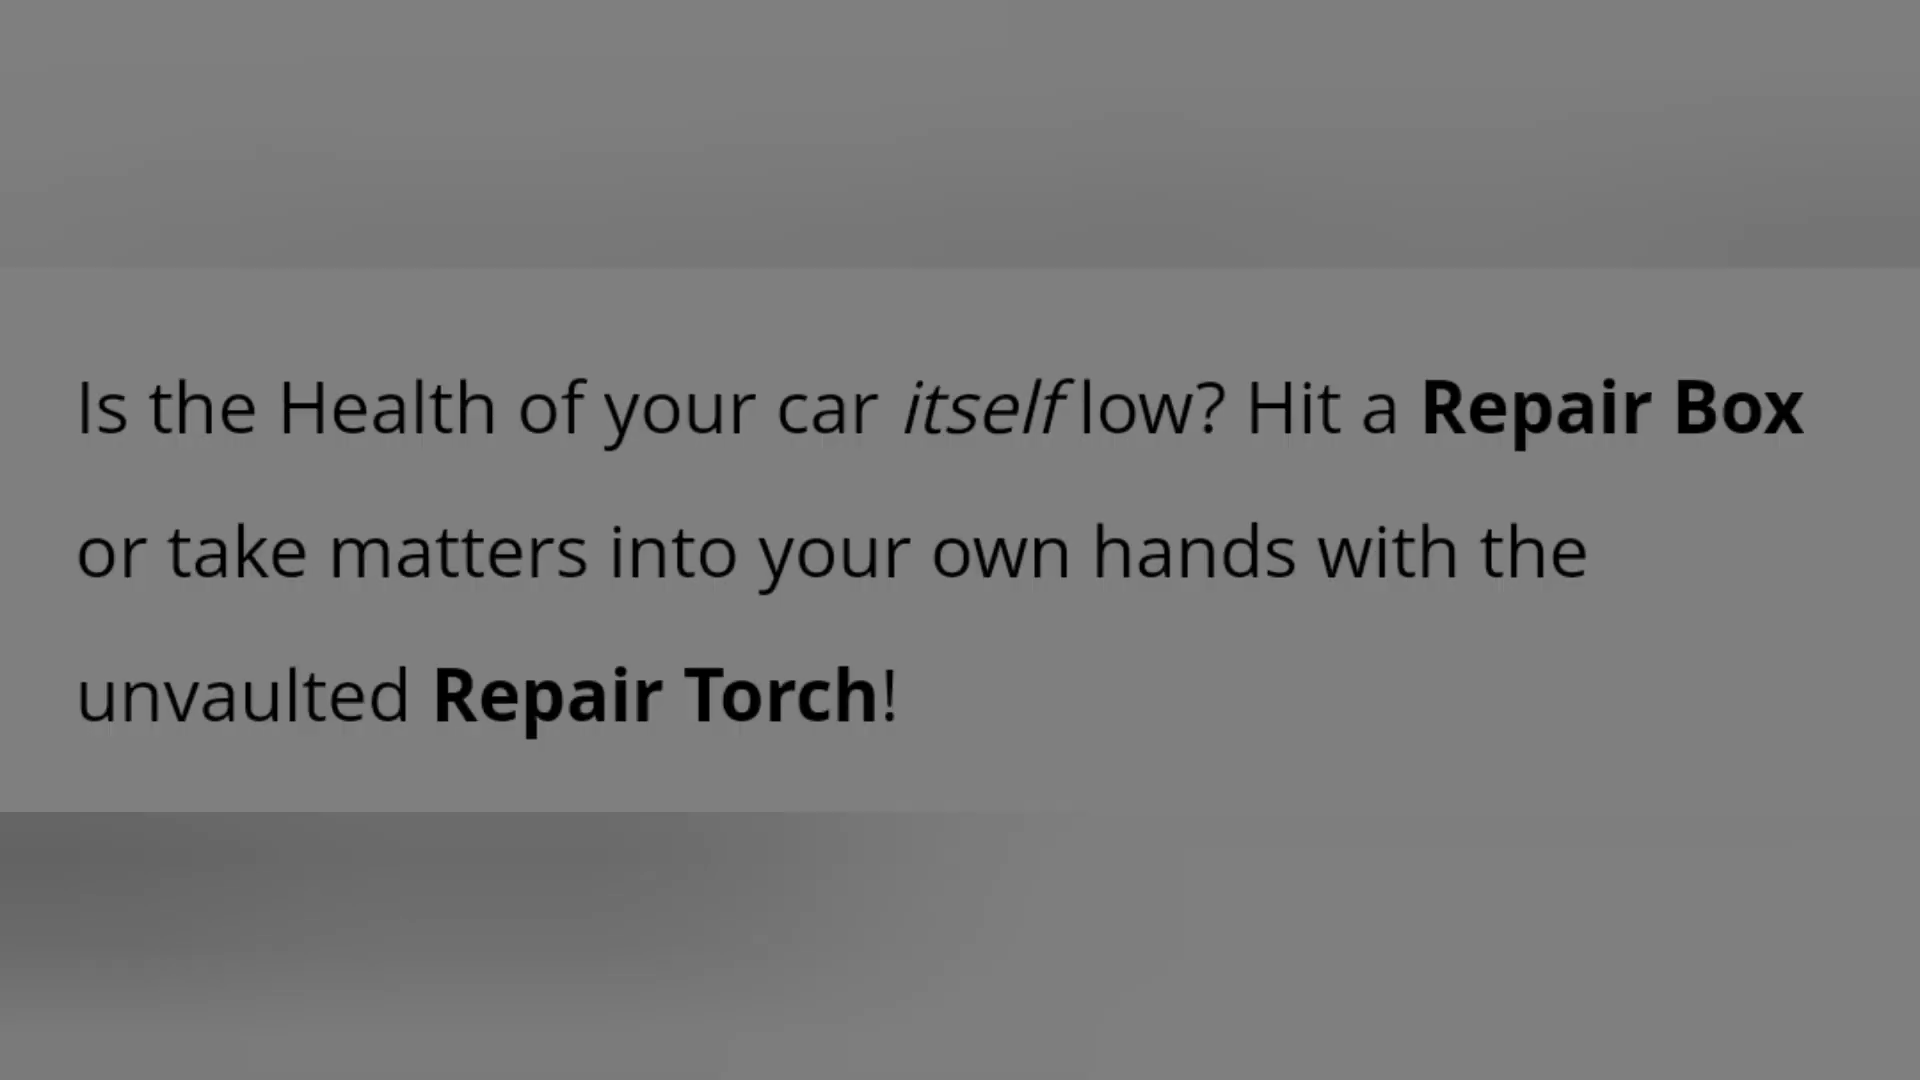 Is the Health of your car itself low? Hit a Repair Box
or take matters into your own hands with the
unvaulted Repair Torch!